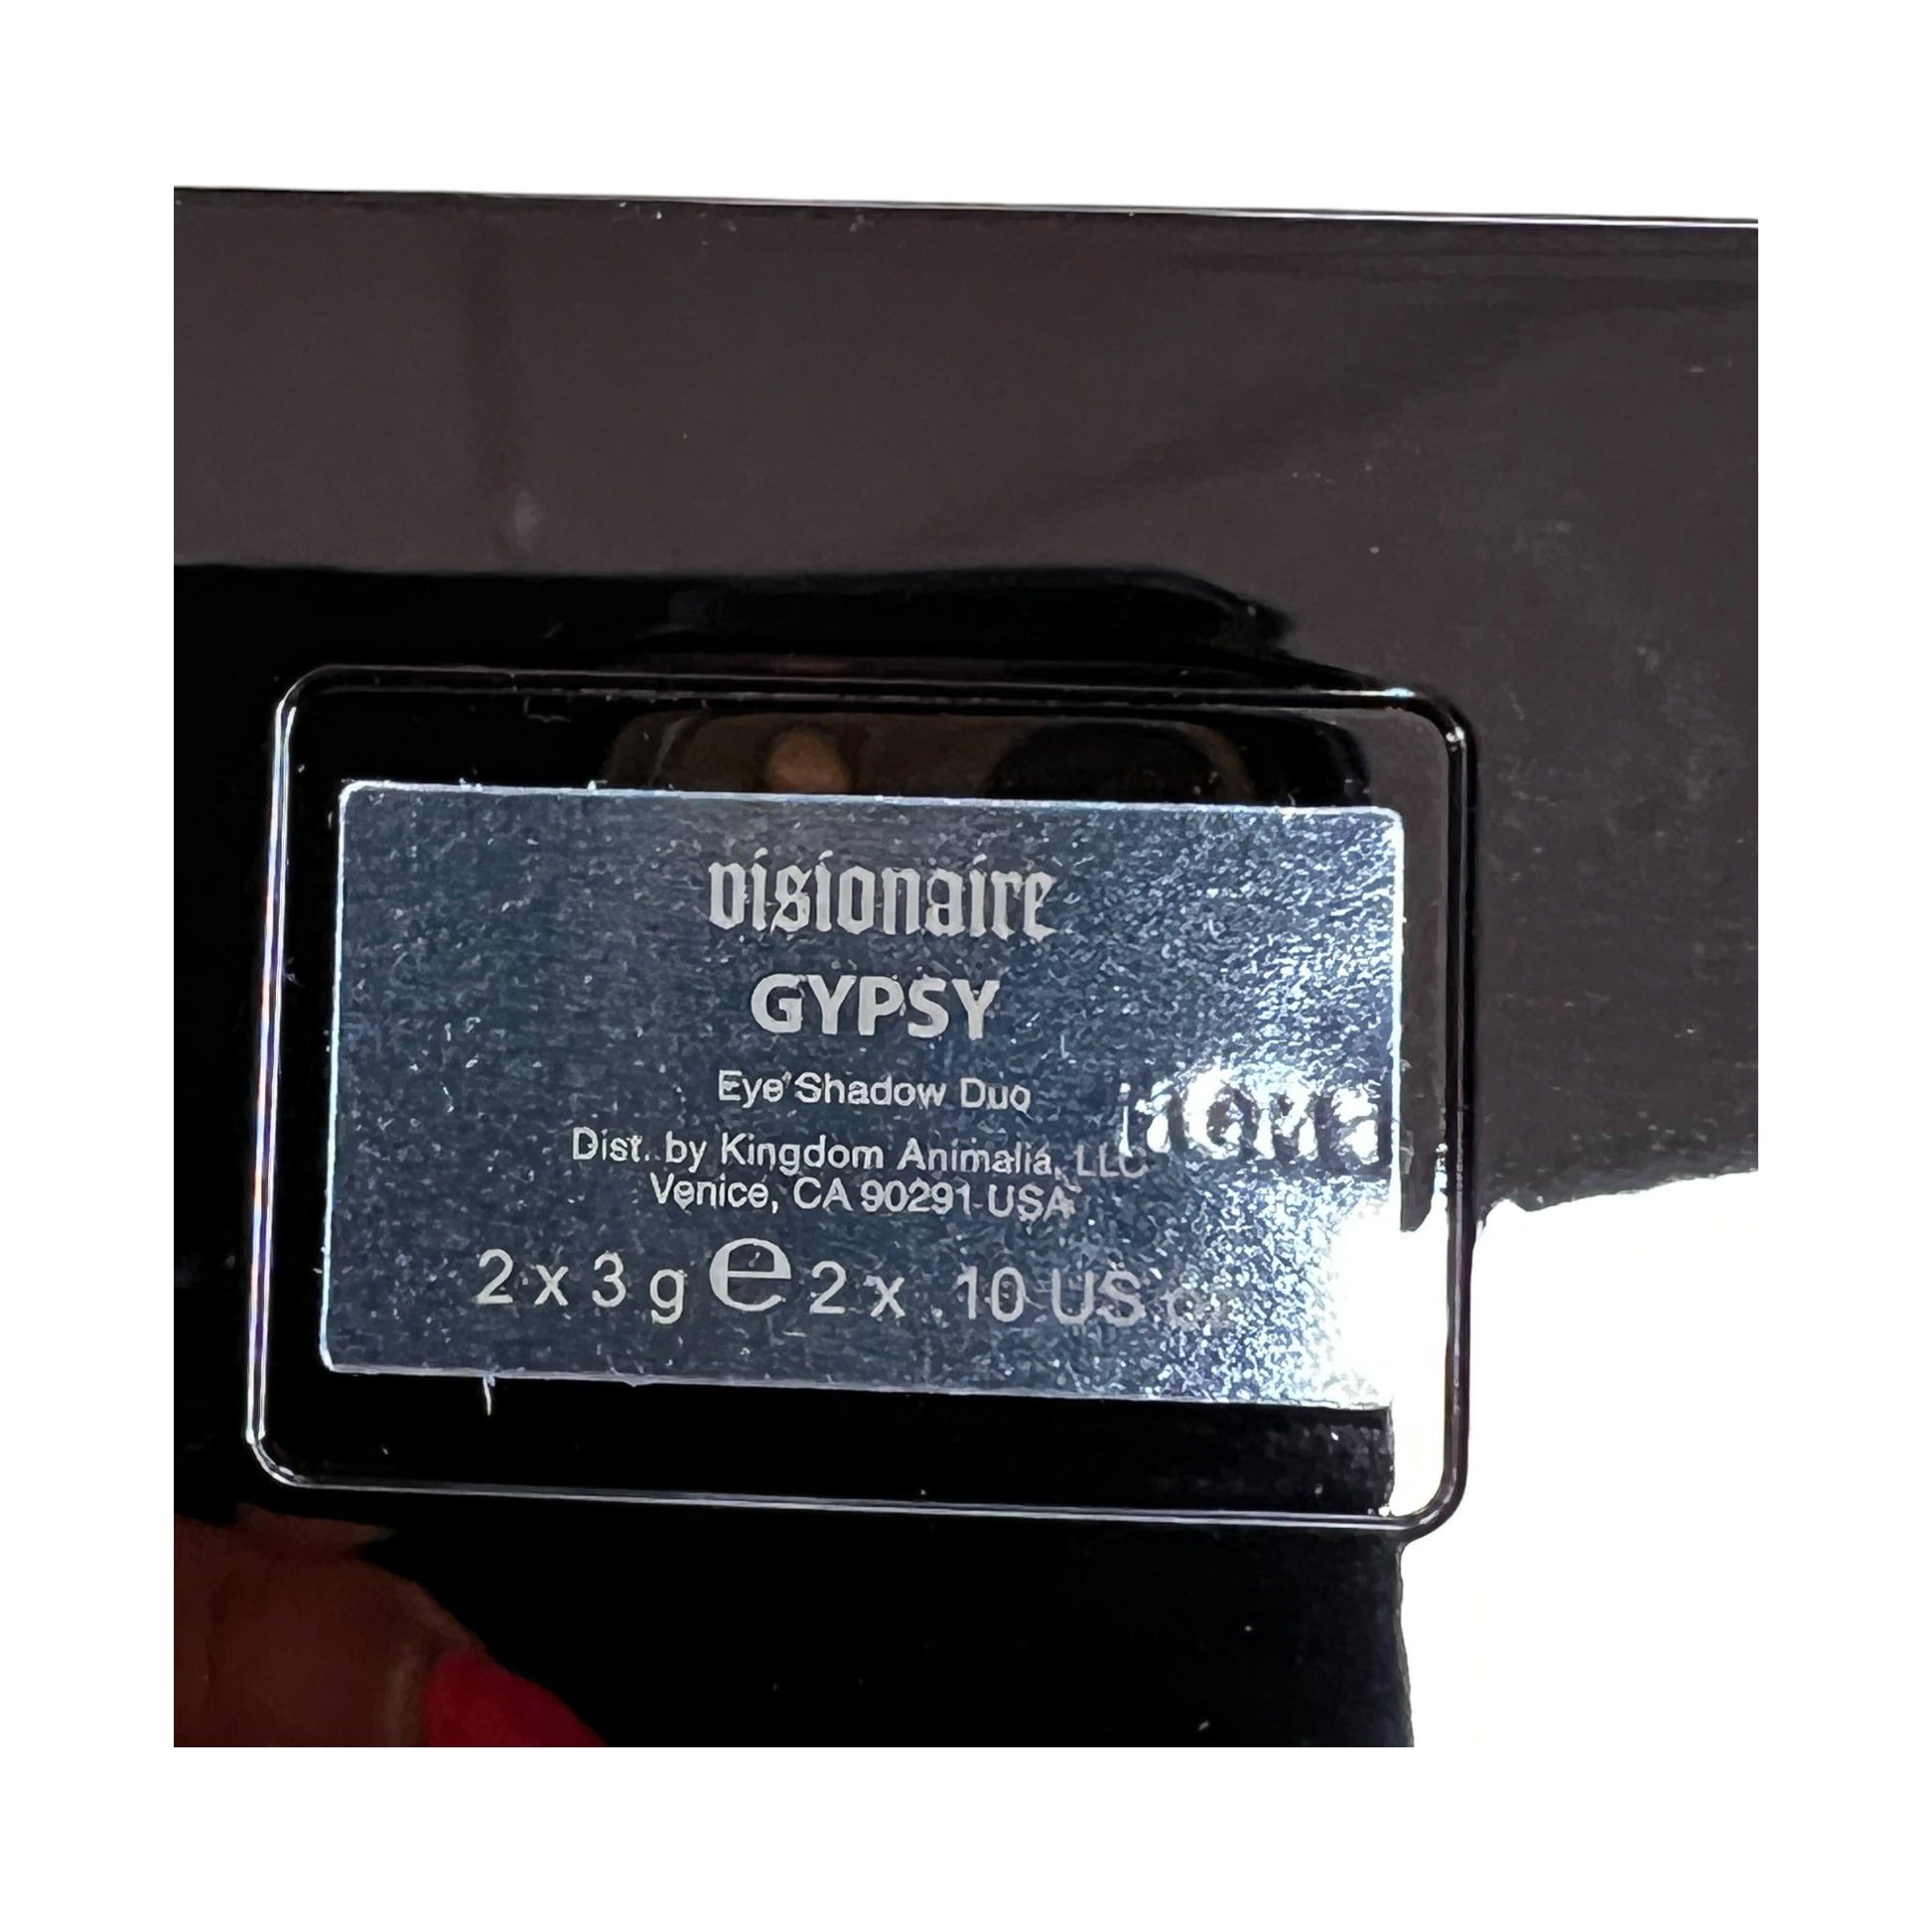 visionaire
GYPSY
Eye Shadow Duo
Dist. by Kingdom Animalia, LLC
Venice, CA 90291 USA
2 x 3 g e 2 x .10 US